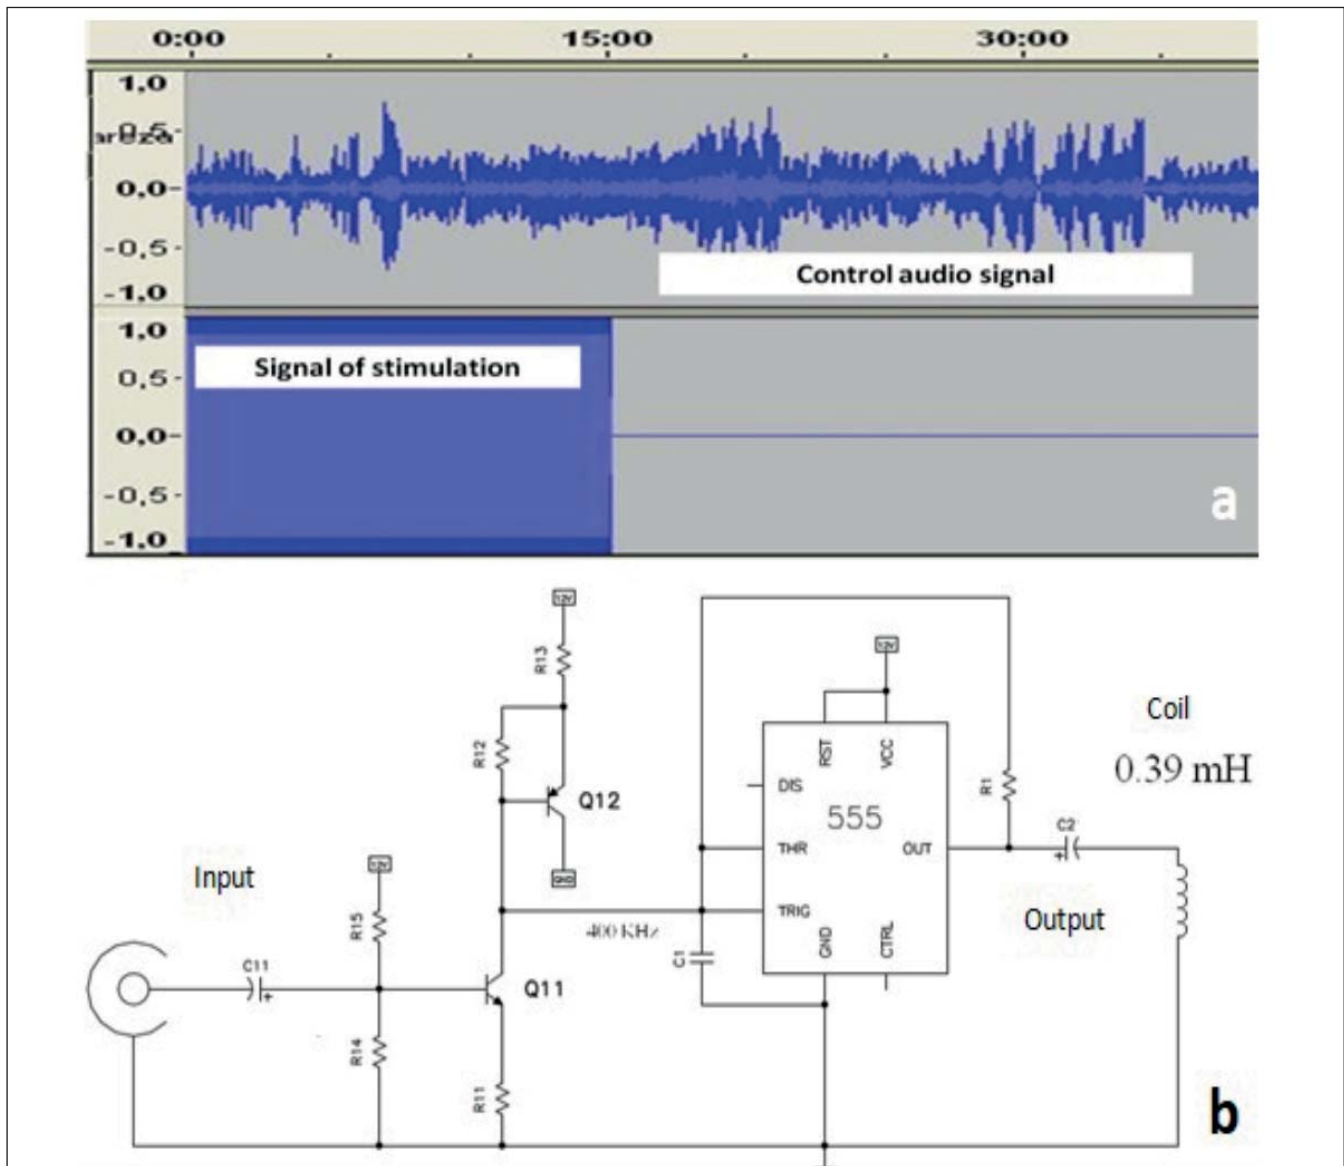 0:00 15:00 30:00
1,0
0,5-
0,0-
-0,5-
-1,0
Control audio signal
1,0
0,5-
0,0-
-0,5-
-1,0
Signal of stimulation
a
12V
R13
R12
Q12
GND
12V
Input
R15
C11
Q11
R14
R11
400 KHz
C1
12V
RST
VCC
DIS
555
THR
OUT
TRIG
GND
CTRL
R1
C2
Coil
0.39 mH
Output
b